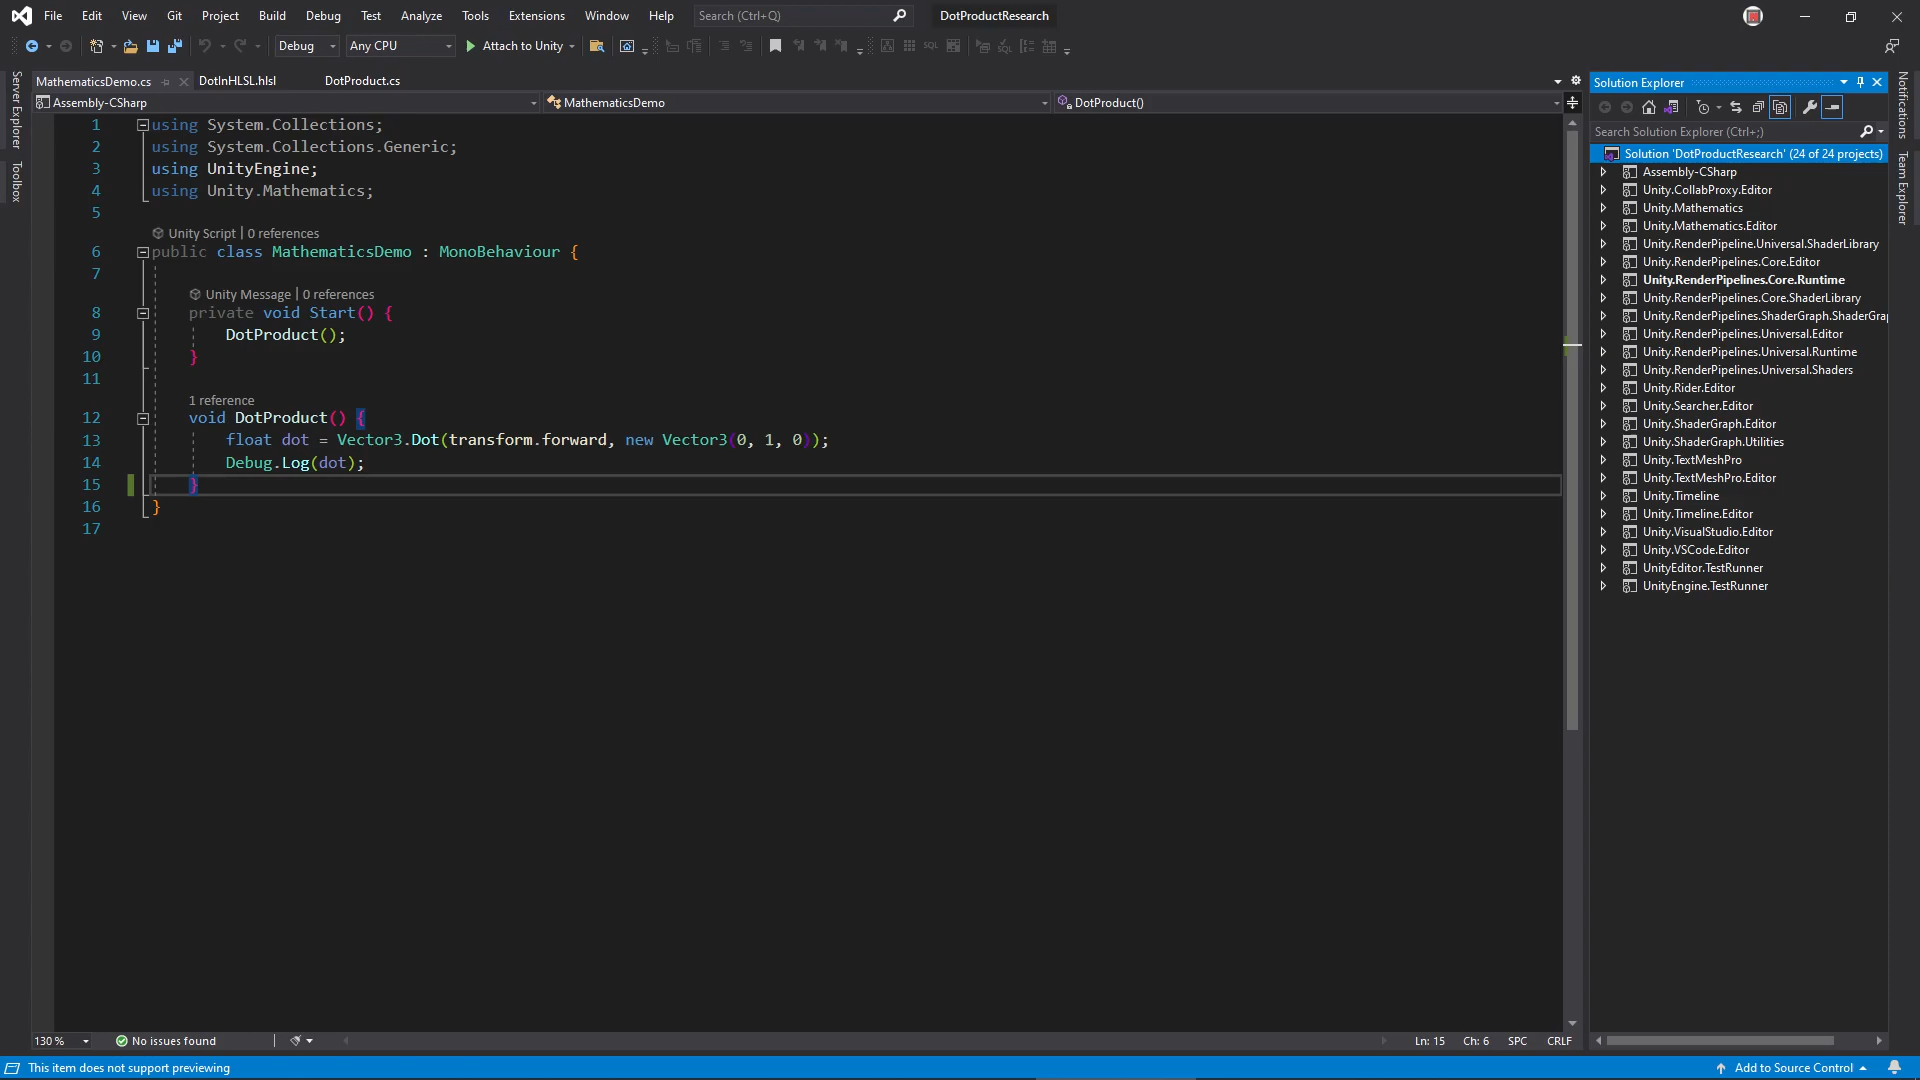 File Edit View Git Project Build Debug Test Analyze Tools Extensions Window Help Search (Ctrl+Q) DotProductResearch
Debug Any CPU Attach to Unity
MathematicsDemo.cs DotInHLSL.hlsl DotProduct.cs
Assembly-CSharp MathematicsDemo DotProduct()
Server Explorer
Toolbox
1 using System.Collections;
2 using System.Collections.Generic;
3 using UnityEngine;
4 using Unity.Mathematics;
5
Unity Script | 0 references
6 public class MathematicsDemo : MonoBehaviour {
7
Unity Message | 0 references
8 private void Start() {
9 DotProduct();
10 }
11
1 reference
12 void DotProduct() {
13 float dot = Vector3.Dot(transform.forward, new Vector3(0, 1, 0));
14 Debug.Log(dot);
15 }
16 }
17
130 % No issues found Ln: 15 Ch: 6 SPC CRLF
Solution Explorer
Search Solution Explorer (Ctrl+;)
Solution 'DotProductResearch' (24 of 24 projects)
Assembly-CSharp
Unity.CollabProxy.Editor
Unity.Mathematics
Unity.Mathematics.Editor
Unity.RenderPipeline.Universal.ShaderLibrary
Unity.RenderPipelines.Core.Editor
Unity.RenderPipelines.Core.Runtime
Unity.RenderPipelines.Core.ShaderLibrary
Unity.RenderPipelines.ShaderGraph.ShaderGra
Unity.RenderPipelines.Universal.Editor
Unity.RenderPipelines.Universal.Runtime
Unity.RenderPipelines.Universal.Shaders
Unity.Rider.Editor
Unity.Searcher.Editor
Unity.ShaderGraph.Editor
Unity.ShaderGraph.Utilities
Unity.TextMeshPro
Unity.TextMeshPro.Editor
Unity.Timeline
Unity.Timeline.Editor
Unity.VisualStudio.Editor
Unity.VSCode.Editor
UnityEditor.TestRunner
UnityEngine.TestRunner
Notifications
Team Explorer
This item does not support previewing Add to Source Control